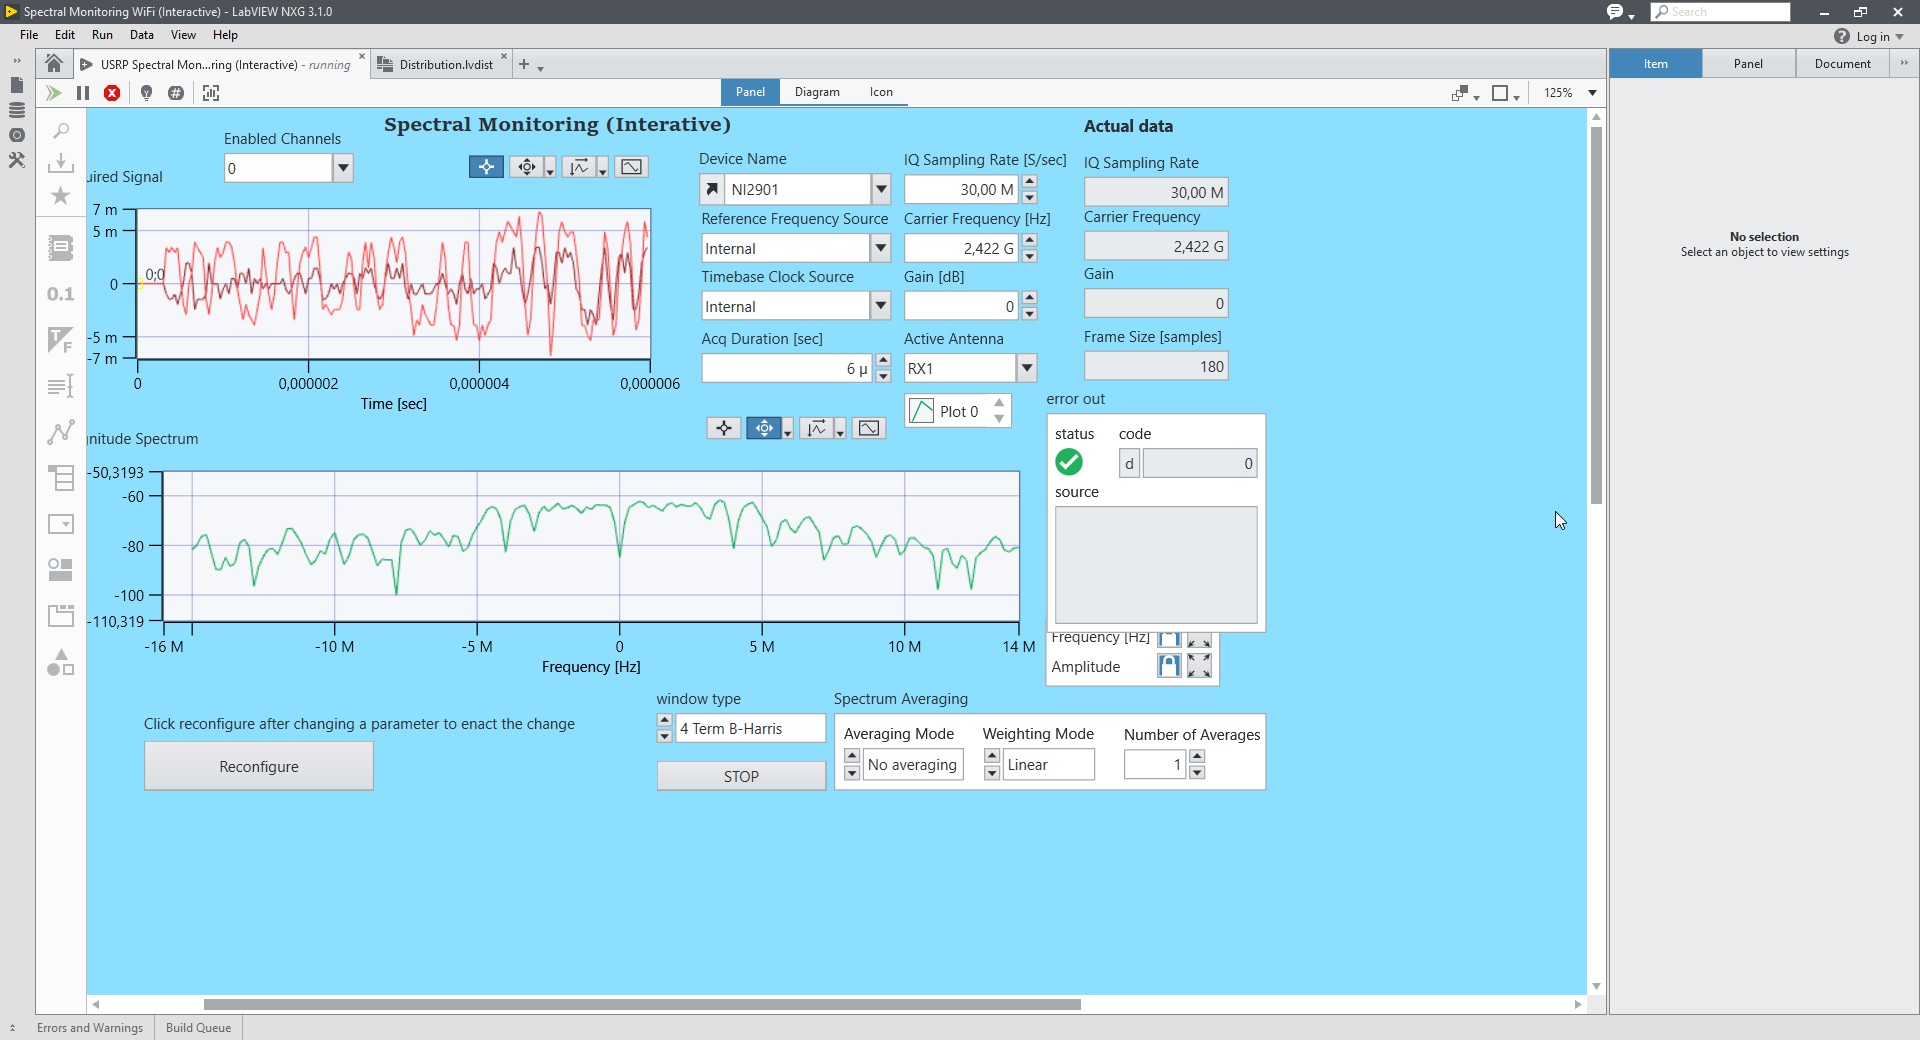 Spectral Monitoring WiFi (Interactive) - LabVIEW NXG 3.1.0
Search
File Edit Run Data View Help
Log in
USRP Spectral Mon...ring (Interactive) - running
Distribution.lvdist
Item Panel Document
Panel Diagram Icon
125%
Spectral Monitoring (Interative)
Actual data
Enabled Channels
0
uired Signal
7 m
5 m
0
-5 m
-7 m
0;0
0 0,000002 0,000004 0,000006
Time [sec]
Device Name
NI2901
IQ Sampling Rate [S/sec]
30,00 M
IQ Sampling Rate
30,00 M
Reference Frequency Source
Internal
Carrier Frequency [Hz]
2,422 G
Carrier Frequency
2,422 G
Timebase Clock Source
Internal
Gain [dB]
0
Gain
0
Acq Duration [sec]
6 µ
Active Antenna
RX1
Frame Size [samples]
180
Plot 0
error out
status code
d 0
source
nitude Spectrum
-50,3193
-60
-80
-100
-110,319
-16 M -10 M -5 M 0 5 M 10 M 14 M
Frequency [Hz]
Frequency [Hz]
Amplitude
Click reconfigure after changing a parameter to enact the change
Reconfigure
window type
4 Term B-Harris
STOP
Spectrum Averaging
Averaging Mode Weighting Mode Number of Averages
No averaging Linear 1
No selection
Select an object to view settings
0.1
T F
Errors and Warnings Build Queue